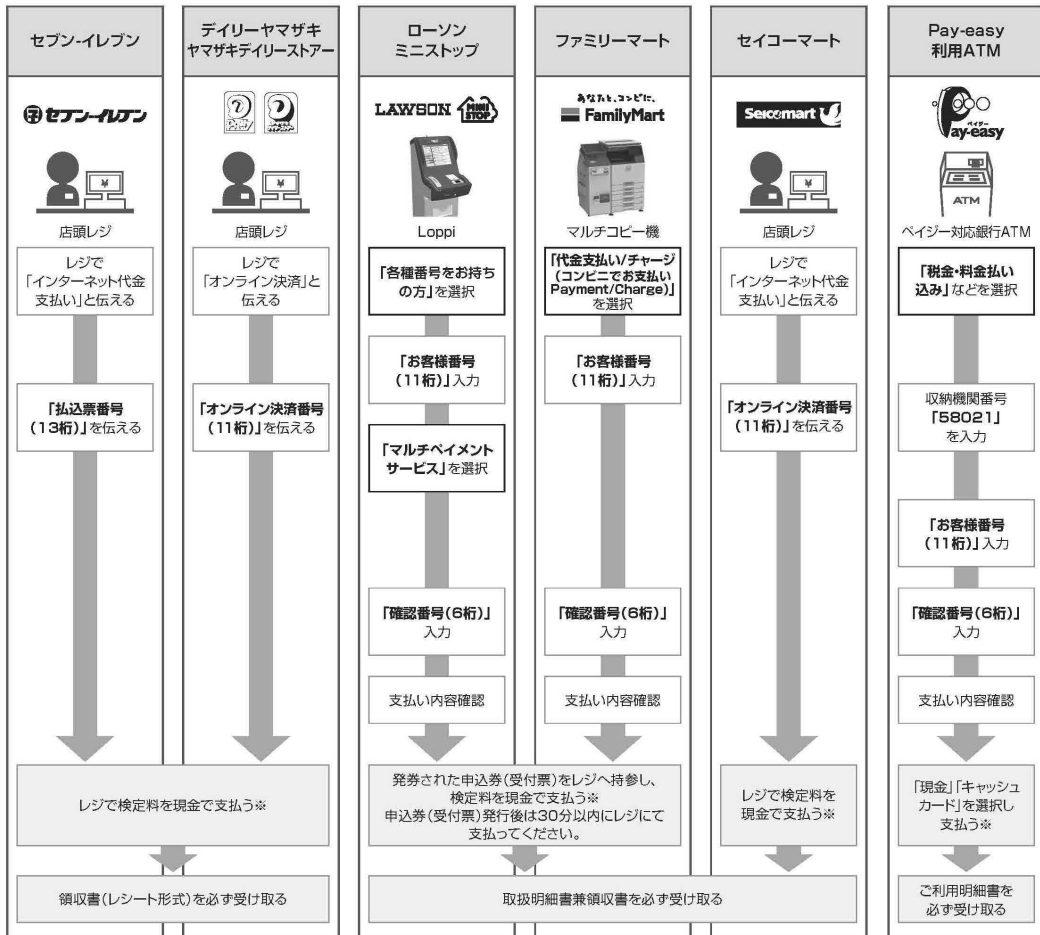 セブン-イレブン
セブン-イレブン
店頭レジ
レジで
「インターネット代金
支払い」と伝える
「払込票番号
(13桁)」を伝える
デイリーヤマザキ
ヤマザキデイリーストアー
店頭レジ
レジで
「オンライン決済」と
伝える
「オンライン決済番号
(11桁)」を伝える
レジで検定料を現金で支払う※
領収書(レシート形式)を必ず受け取る
ローソン
ミニストップ
LAWSON
MINI
STOP
Loppi
「各種番号をお持ち
の方」を選択
「お客様番号
(11桁)」入力
「マルチペイメント
サービス」を選択
「確認番号(6桁)」
入力
支払い内容確認
ファミリーマート
あなたと、コンビに、
FamilyMart
マルチコピー機
「代金支払い/チャージ
(コンビニでお支払い
Payment/Charge)」
を選択
「お客様番号
(11桁)」入力
「確認番号(6桁)」
入力
支払い内容確認
発券された申込券(受付票)をレジへ持参し、
検定料を現金で支払う※
申込券(受付票)発行後は30分以内にレジにて
支払ってください。
セイコーマート
Seicomart
店頭レジ
レジで
「インターネット代金
支払い」と伝える
「オンライン決済番号
(11桁)」を伝える
レジで検定料を
現金で支払う※
取扱明細書兼領収書を必ず受け取る
Pay-easy
利用ATM
ペイジー
Pay-easy
ATM
ペイジー対応銀行ATM
「税金・料金払い
込み」などを選択
収納機関番号
「58021」
を入力
「お客様番号
(11桁)」入力
「確認番号(6桁)」
入力
支払い内容確認
「現金」「キャッシュ
カード」を選択し
支払う※
ご利用明細書を
必ず受け取る